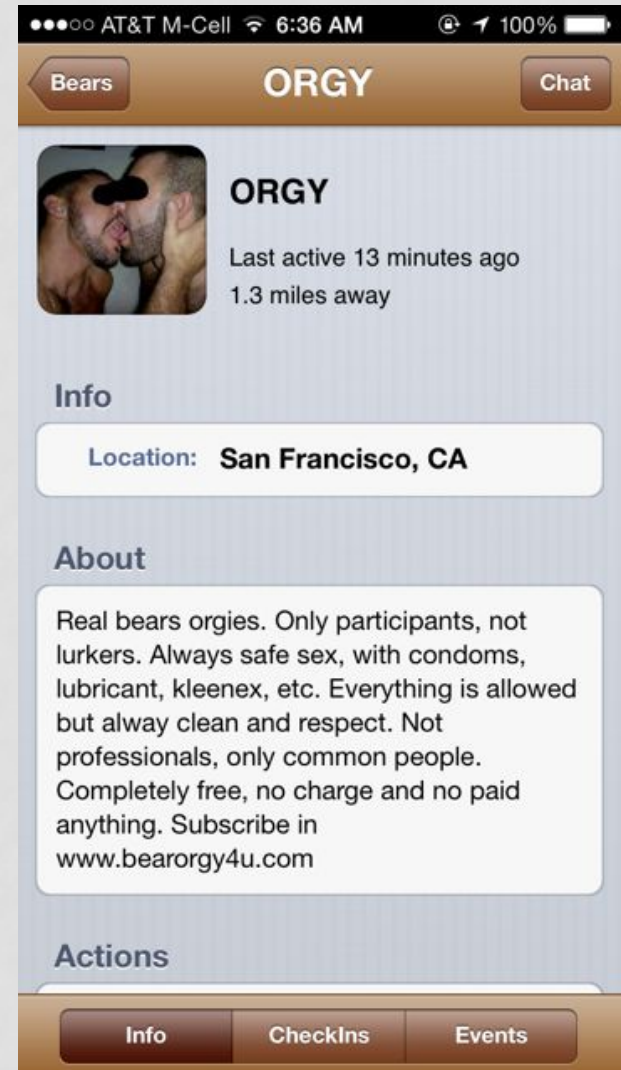 AT&T M-Cell 6:36 AM 100%
Bears ORGY Chat
ORGY
Last active 13 minutes ago
1.3 miles away
Info
Location: San Francisco, CA
About
Real bears orgies. Only participants, not
lurkers. Always safe sex, with condoms,
lubricant, kleenex, etc. Everything is allowed
but alway clean and respect. Not
professionals, only common people.
Completely free, no charge and no paid
anything. Subscribe in
www.bearorgy4u.com
Actions
Info CheckIns Events